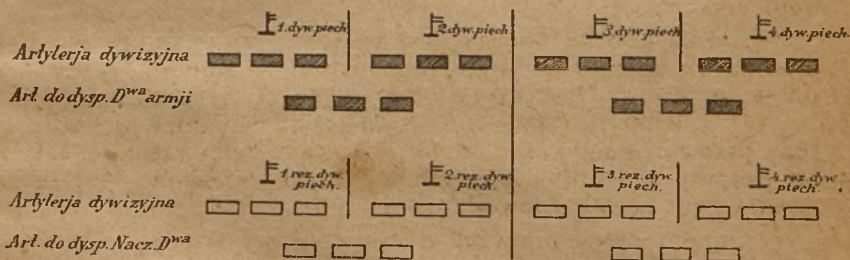 1. dyw. piech. 2. dyw. piech. 3. dyw. piech. 4. dyw. piech.
Artylerja dywizyjna
Art. do dysp. Dwa armji
1. rez. dyw. piech. 2. rez. dyw. piech. 3. rez. dyw. piech. 4. rez. dyw. piech.
Artylerja dywizyjna
Art. do dysp. Nacz. Dwa